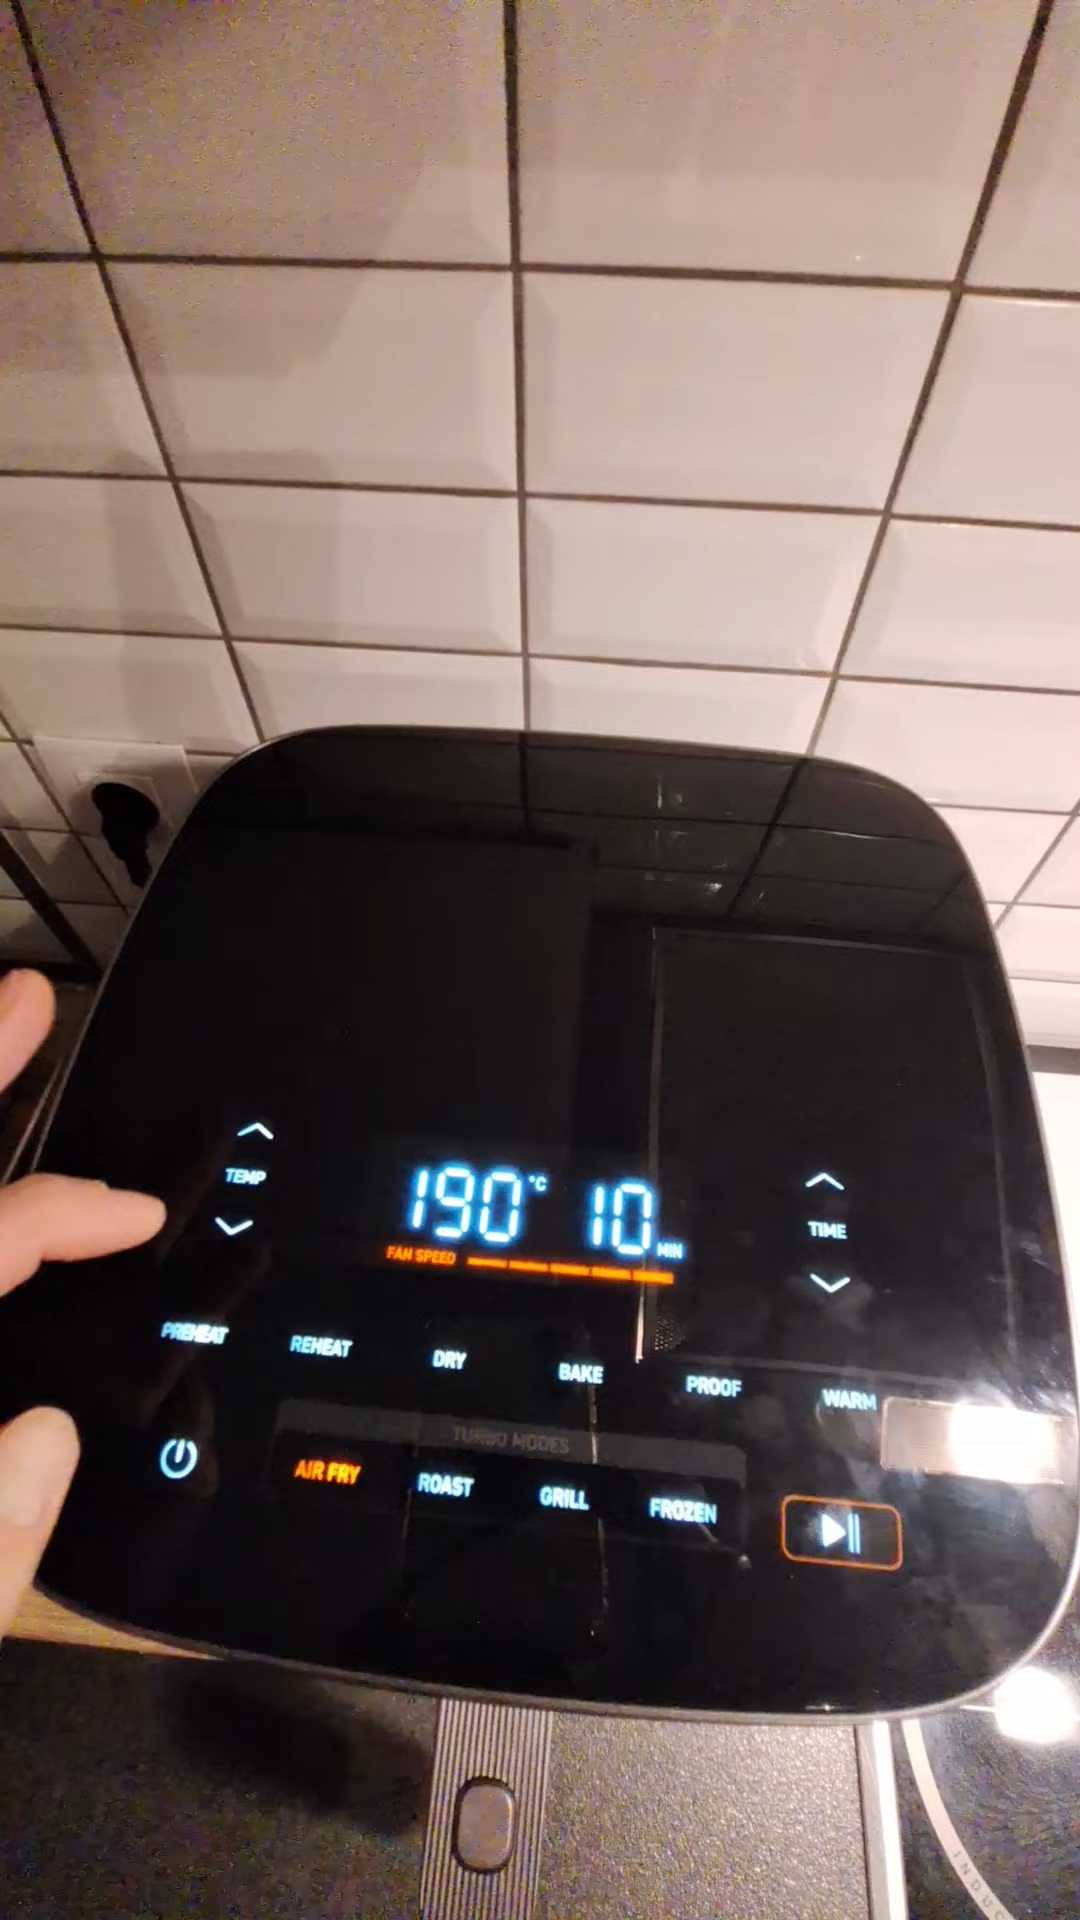 TEMP
190 °C 10 MIN
TIME
FAN SPEED
PREHEAT REHEAT DRY BAKE PROOF WARM
TURBO MODES
AIR FRY ROAST GRILL FROZEN